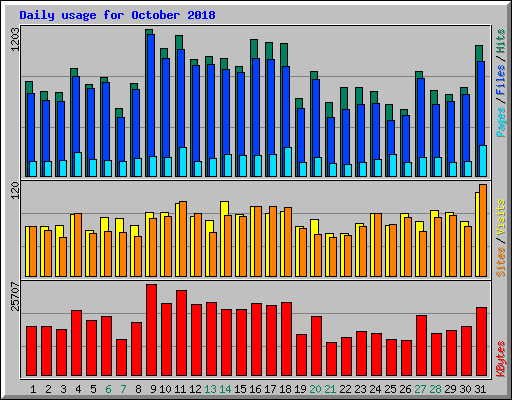 Daily usage for October 2018
1203
Pages / Files / Hits
120
Sites / Visits
25707
KBytes
1 2 3 4 5 6 7 8 9 10 11 12 13 14 15 16 17 18 19 20 21 22 23 24 25 26 27 28 29 30 31